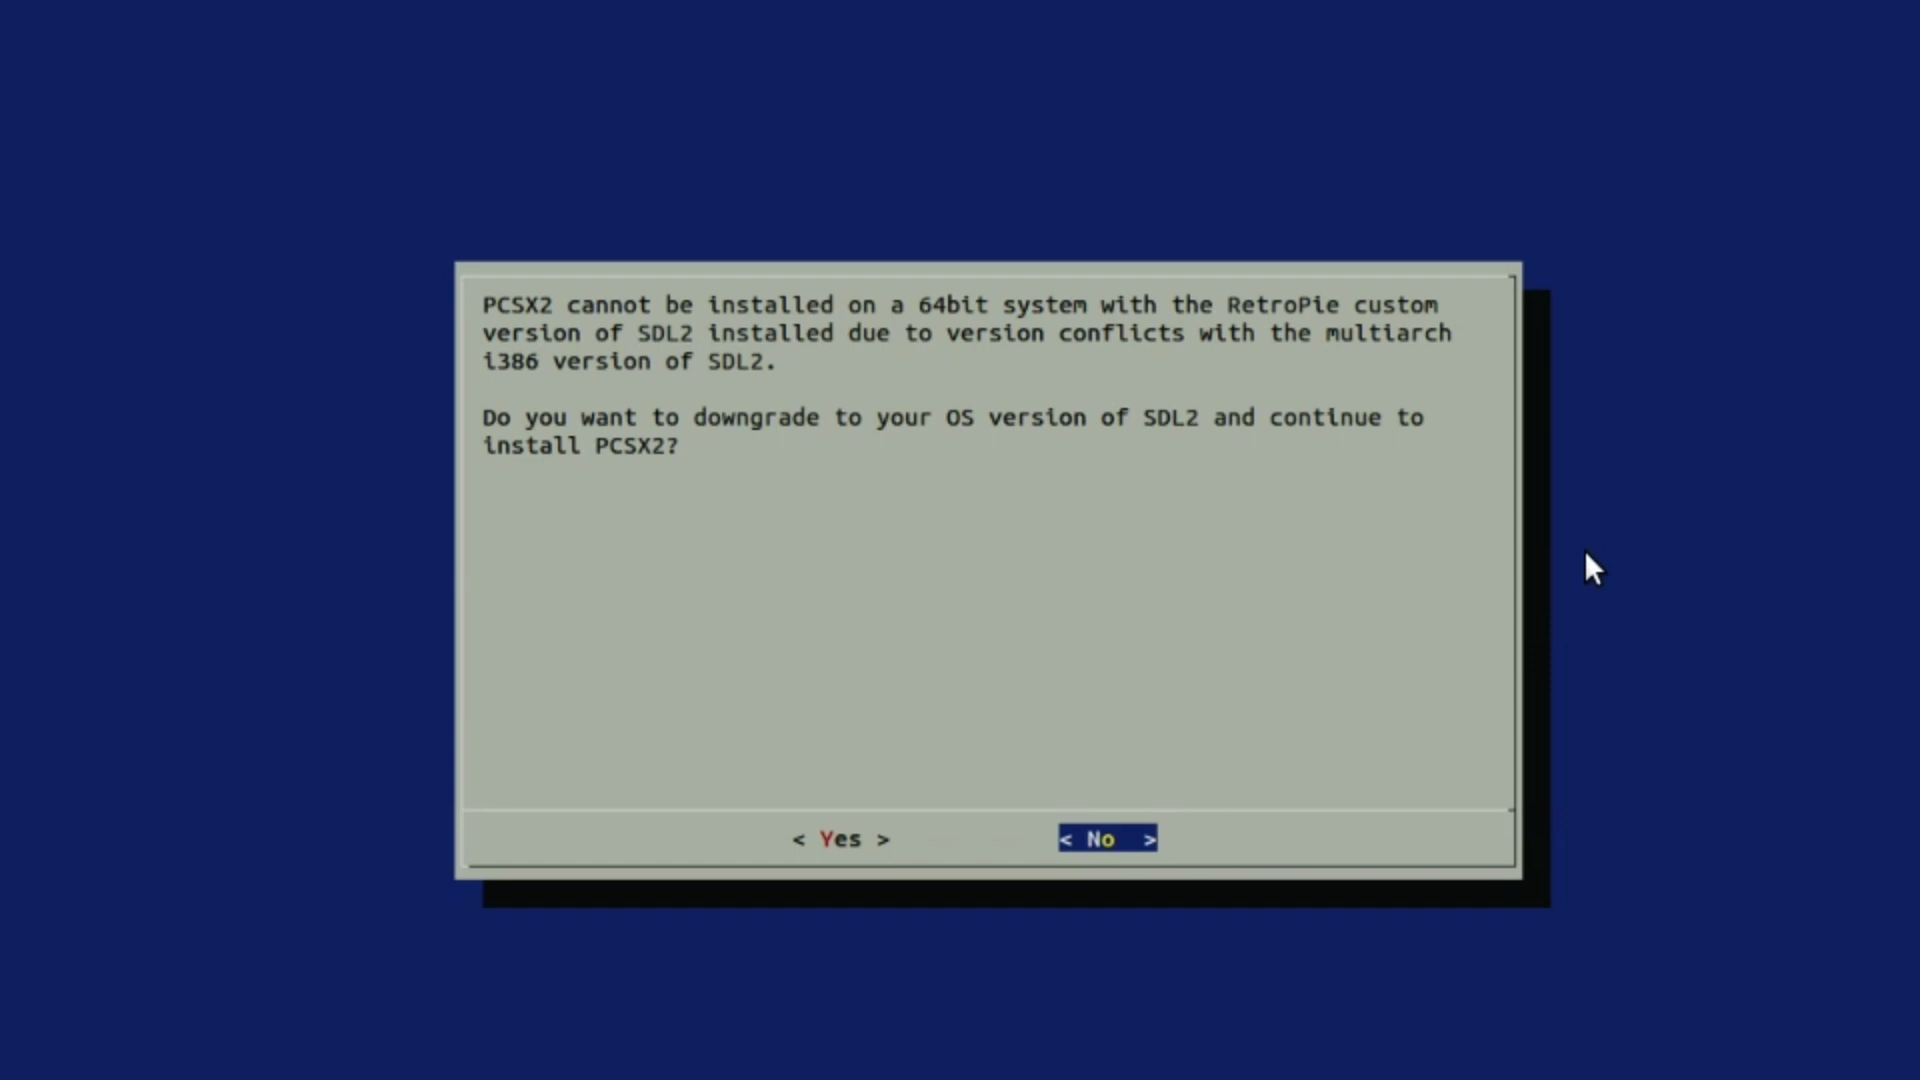 PCSX2 cannot be installed on a 64bit system with the RetroPie custom
version of SDL2 installed due to version conflicts with the multiarch
i386 version of SDL2.
Do you want to downgrade to your OS version of SDL2 and continue to
install PCSX2?
< Yes > < No >